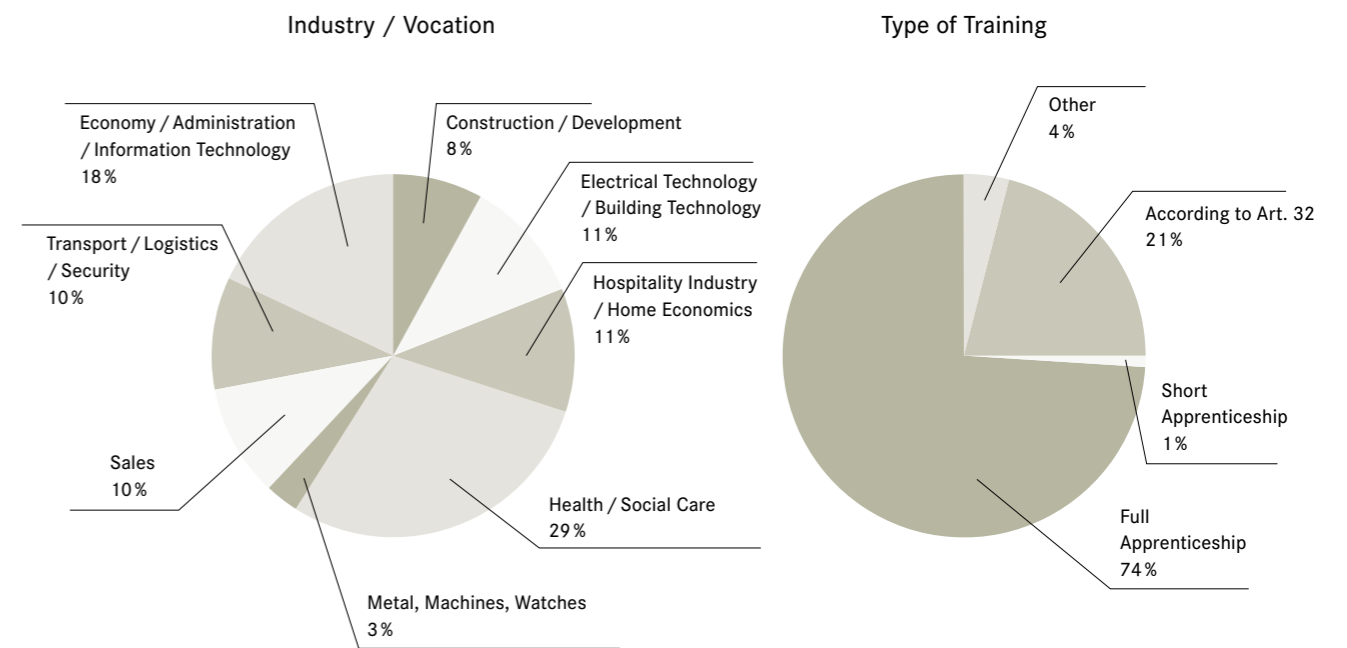 Industry / Vocation
Economy / Administration
/ Information Technology
18 %
Construction / Development
8 %
Electrical Technology
/ Building Technology
11 %
Transport / Logistics
/ Security
10 %
Hospitality Industry
/ Home Economics
11 %
Sales
10 %
Health / Social Care
29 %
Metal, Machines, Watches
3 %
Type of Training
Other
4 %
According to Art. 32
21 %
Short
Apprenticeship
1 %
Full
Apprenticeship
74 %